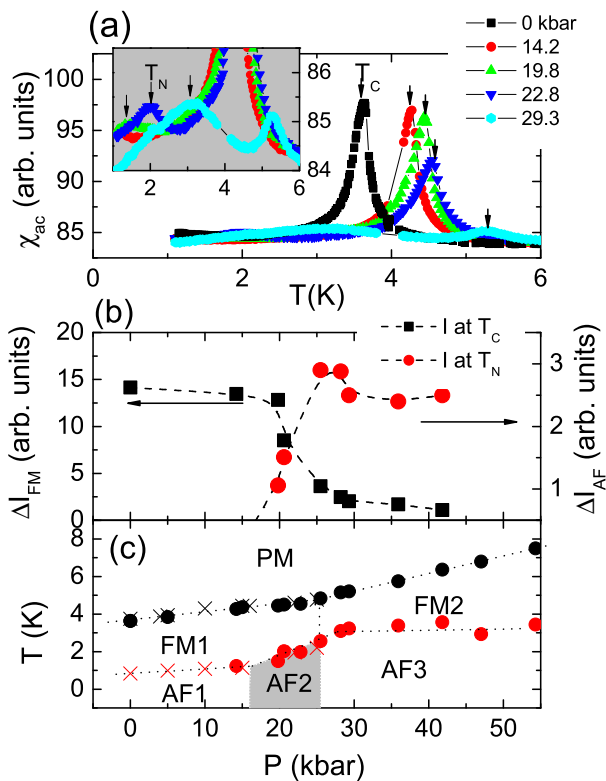 (a)
0 kbar
14.2
19.8
22.8
29.3
T_N
T_C
86
85
84
2 4 6
100
95
90
85
χ_ac (arb. units)
0 2 4 6
T(K)
(b)
I at T_C
I at T_N
20
15
10
5
0
ΔI_FM (arb. units)
3
2
1
ΔI_AF (arb. units)
(c)
8
6
4
2
0
T (K)
PM
FM1
FM2
AF1
AF2
AF3
0 10 20 30 40 50
P (kbar)